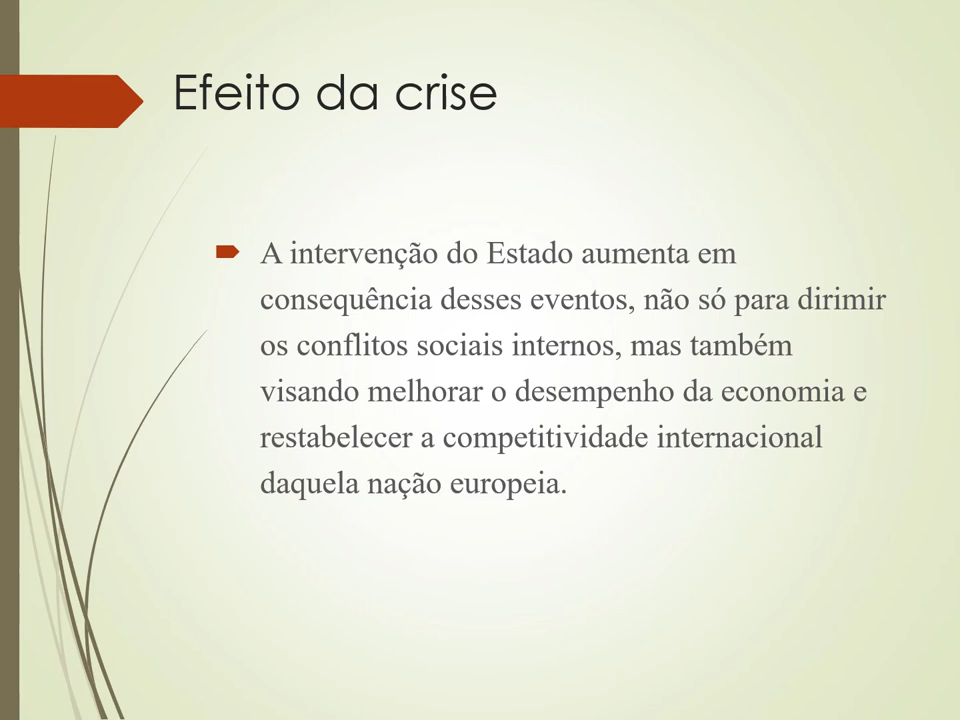 Efeito da crise
A intervenção do Estado aumenta em
consequência desses eventos, não só para dirimir
os conflitos sociais internos, mas também
visando melhorar o desempenho da economia e
restabelecer a competitividade internacional
daquela nação europeia.